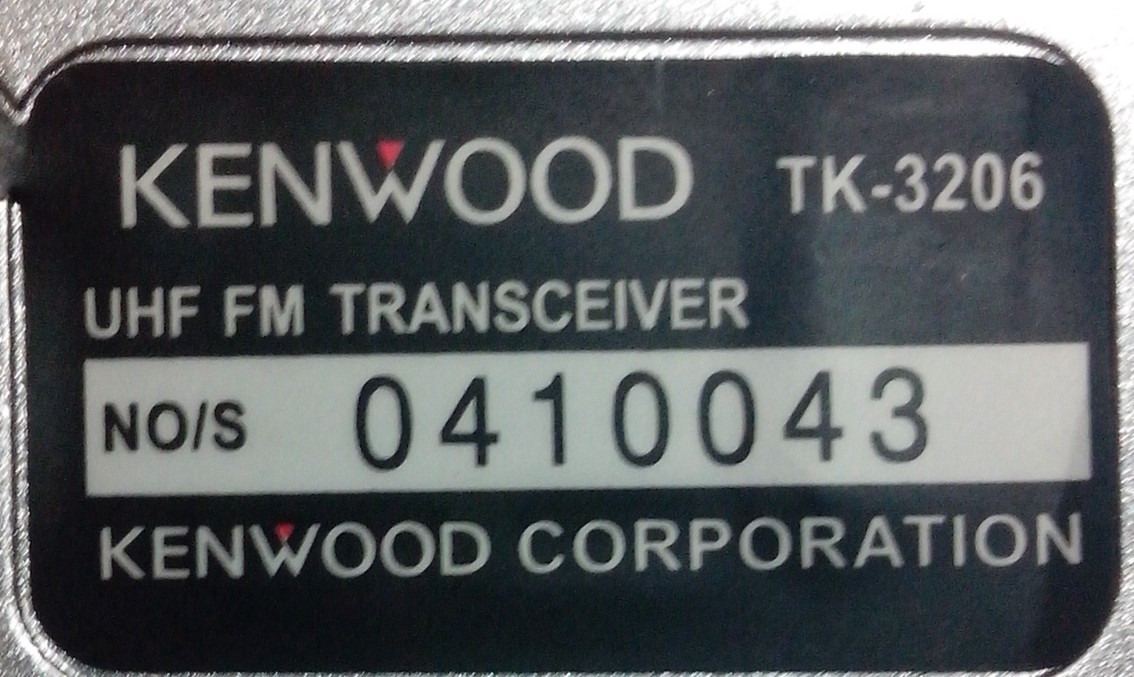 KENWOOD TK-3206
UHF FM TRANSCEIVER
NO/S 0410043
KENWOOD CORPORATION